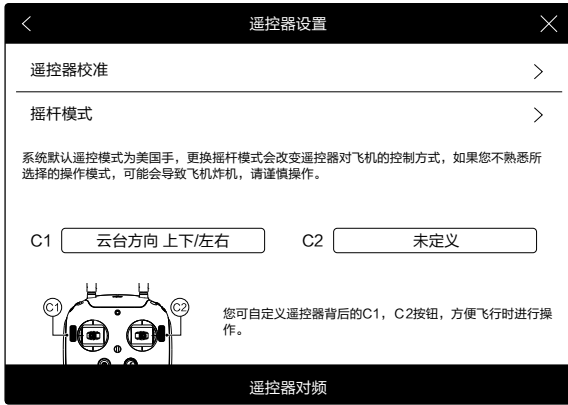 遥控器设置
遥控器校准
摇杆模式
系统默认遥控模式为美国手，更换摇杆模式会改变遥控器对飞机的控制方式，如果您不熟悉所
选择的操作模式，可能会导致飞机炸机，请谨慎操作。
C1 云台方向 上下/左右 C2 未定义
C1 C2
您可自定义遥控器背后的C1，C2按钮，方便飞行时进行操
作。
遥控器对频